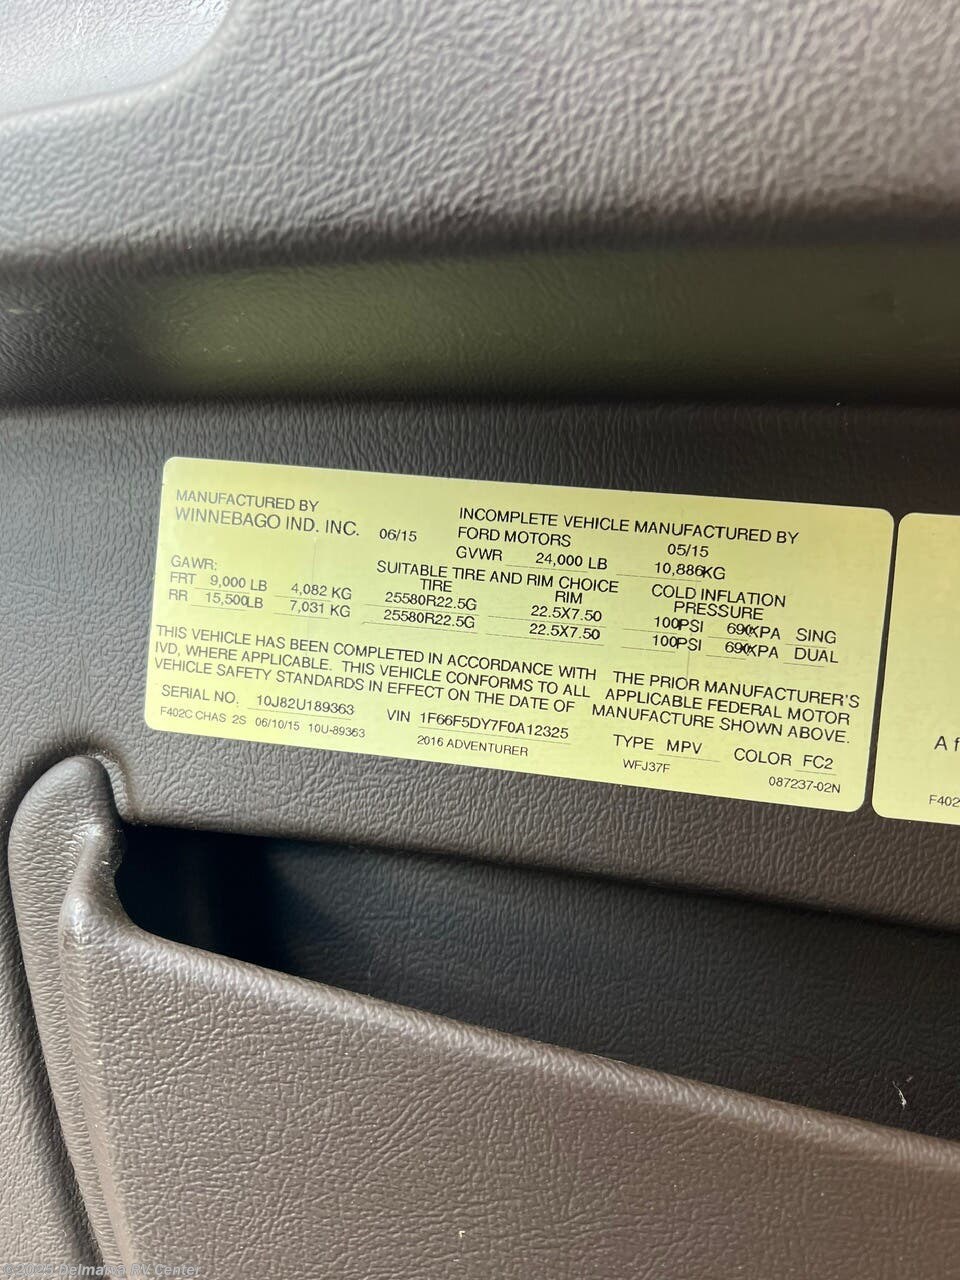 MANUFACTURED BY
WINNEBAGO IND. INC. 06/15
INCOMPLETE VEHICLE MANUFACTURED BY
FORD MOTORS 05/15
GVWR 24,000 LB 10,886KG
GAWR:
SUITABLE TIRE AND RIM CHOICE
TIRE RIM
COLD INFLATION
PRESSURE
FRT 9,000 LB 4,082 KG 25580R22.5G 22.5X7.50 100PSI 690KPA SING
RR 15,500LB 7,031 KG 25580R22.5G 22.5X7.50 100PSI 690KPA DUAL
THIS VEHICLE HAS BEEN COMPLETED IN ACCORDANCE WITH THE PRIOR MANUFACTURER'S
IVD, WHERE APPLICABLE. THIS VEHICLE CONFORMS TO ALL APPLICABLE FEDERAL MOTOR
VEHICLE SAFETY STANDARDS IN EFFECT ON THE DATE OF MANUFACTURE SHOWN ABOVE.
SERIAL NO. 10J82U189363 VIN 1F66F5DY7F0A12325 TYPE MPV COLOR FC2
F402C CHAS 2S 06/10/15 10U-89363 2016 ADVENTURER WFJ37F 087237-02N
A f
F402
©2025 Delmarva RV Center